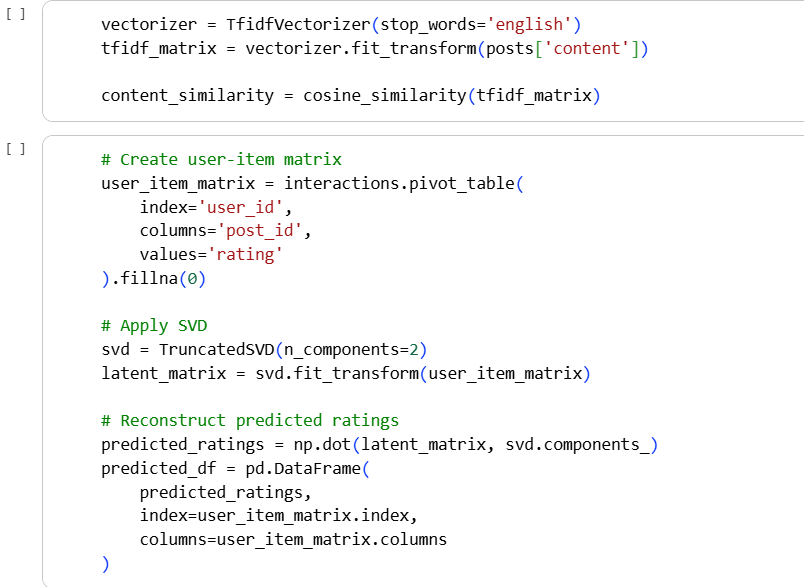 [ ]
vectorizer = TfidfVectorizer(stop_words='english')
tfidf_matrix = vectorizer.fit_transform(posts['content'])
content_similarity = cosine_similarity(tfidf_matrix)
[ ]
# Create user-item matrix
user_item_matrix = interactions.pivot_table(
    index='user_id',
    columns='post_id',
    values='rating'
).fillna(0)
# Apply SVD
svd = TruncatedSVD(n_components=2)
latent_matrix = svd.fit_transform(user_item_matrix)
# Reconstruct predicted ratings
predicted_ratings = np.dot(latent_matrix, svd.components_)
predicted_df = pd.DataFrame(
    predicted_ratings,
    index=user_item_matrix.index,
    columns=user_item_matrix.columns
)